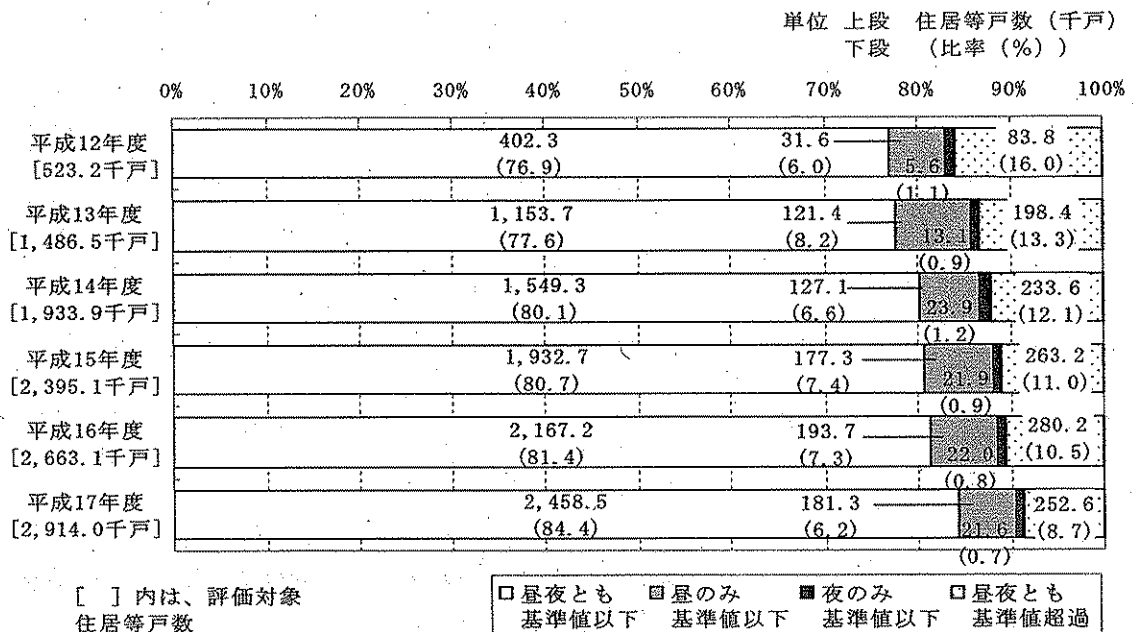 単位 上段 住居等戸数（千戸）
下段 （比率（%））
0% 10% 20% 30% 40% 50% 60% 70% 80% 90% 100%
平成12年度 402.3 31.6 5.6 83.8
[523.2千戸] (76.9) (6.0) (1.1) (16.0)
平成13年度 1,153.7 121.4 13.1 198.4
[1,486.5千戸] (77.6) (8.2) (0.9) (13.3)
平成14年度 1,549.3 127.1 23.9 233.6
[1,933.9千戸] (80.1) (6.6) (1.2) (12.1)
平成15年度 1,932.7 177.3 21.9 263.2
[2,395.1千戸] (80.7) (7.4) (0.9) (11.0)
平成16年度 2,167.2 193.7 22.0 280.2
[2,663.1千戸] (81.4) (7.3) (0.8) (10.5)
平成17年度 2,458.5 181.3 21.6 252.6
[2,914.0千戸] (84.4) (6.2) (0.7) (8.7)
[ ]内は、評価対象
住居等戸数
昼夜とも 昼のみ 夜のみ 昼夜とも
基準値以下 基準値以下 基準値以下 基準値超過